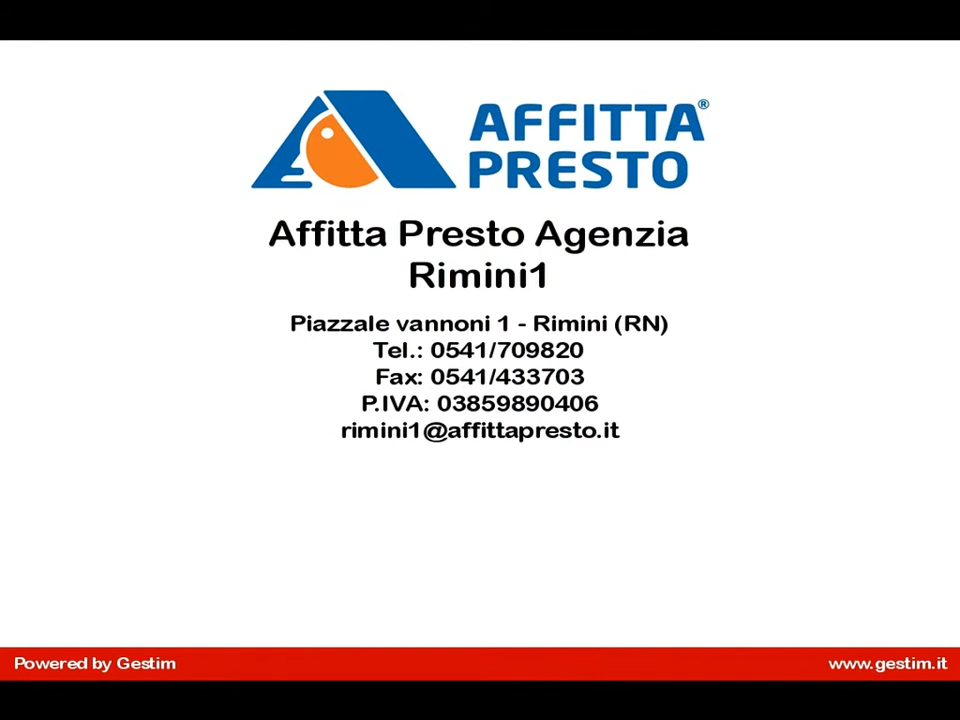 AFFITTA®
PRESTO
Affitta Presto Agenzia
Rimini1
Piazzale vannoni 1 - Rimini (RN)
Tel.: 0541/709820
Fax: 0541/433703
P.IVA: 03859890406
rimini1@affittapresto.it
Powered by Gestim
www.gestim.it